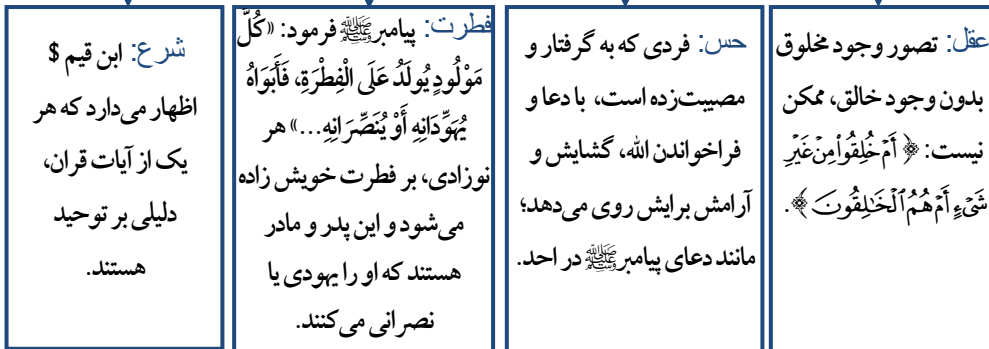 عقل: تصور وجود مخلوق
بدون وجود خالق، ممکن
نیست: ﴿أَمۡ خُلِقُواْ مِنۡ غَيۡرِ
شَيۡءٍ أَمۡ هُمُ ٱلۡخَٰلِقُونَ﴾.
حس: فردی که به گرفتار و
مصیبت‌زده است، با دعا و
فراخواندن الله، گشایش و
آرامش برایش روی می‌دهد؛
مانند دعای پیامبر ﷺ در احد.
فطرت: پیامبر ﷺ فرمود: «كُلُّ
مَوْلُودٍ يُولَدُ عَلَى الْفِطْرَةِ، فَأَبَوَاهُ
يُهَوِّدَانِهِ أَوْ يُنَصِّرَانِهِ...» هر
نوزادی، بر فطرت خویش زاده
می‌شود و این پدر و مادر
هستند که او را یهودی یا
نصرانی می‌کنند.
شرع: ابن قیم $
اظهار می‌دارد که هر
یک از آیات قران،
دلیلی بر توحید
هستند.